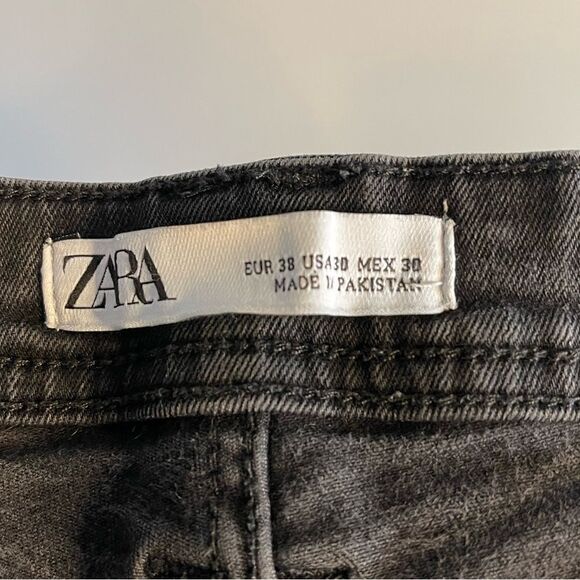 ZARA
EUR 38 USA 30 MEX 30
MADE IN PAKISTAN